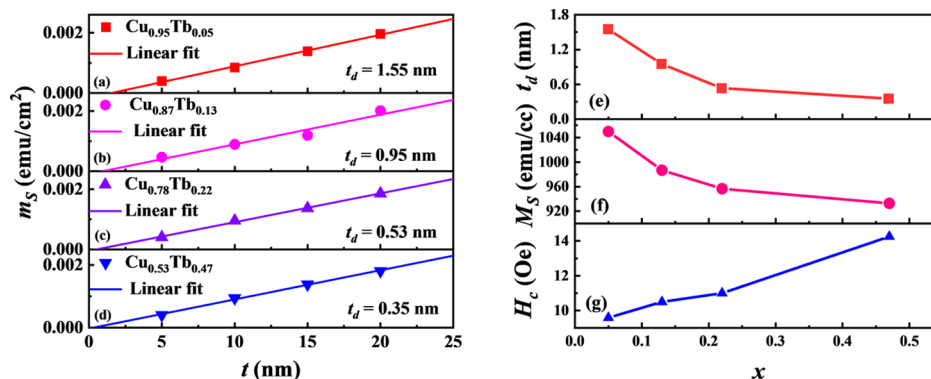 0.002
Cu0.95Tb0.05
Linear fit
(a)
td = 1.55 nm
0.000
0.002
Cu0.87Tb0.13
Linear fit
(b)
td = 0.95 nm
0.000
0.002
Cu0.78Tb0.22
Linear fit
(c)
td = 0.53 nm
0.000
0.002
Cu0.53Tb0.47
Linear fit
(d)
td = 0.35 nm
0.000
0 5 10 15 20 25
t (nm)
mS (emu/cm2)
1.8
1.2
0.6
0.0
td (nm)
(e)
1040
1000
960
920
MS (emu/cc)
(f)
14
12
10
Hc (Oe)
(g)
0.0 0.1 0.2 0.3 0.4 0.5
x